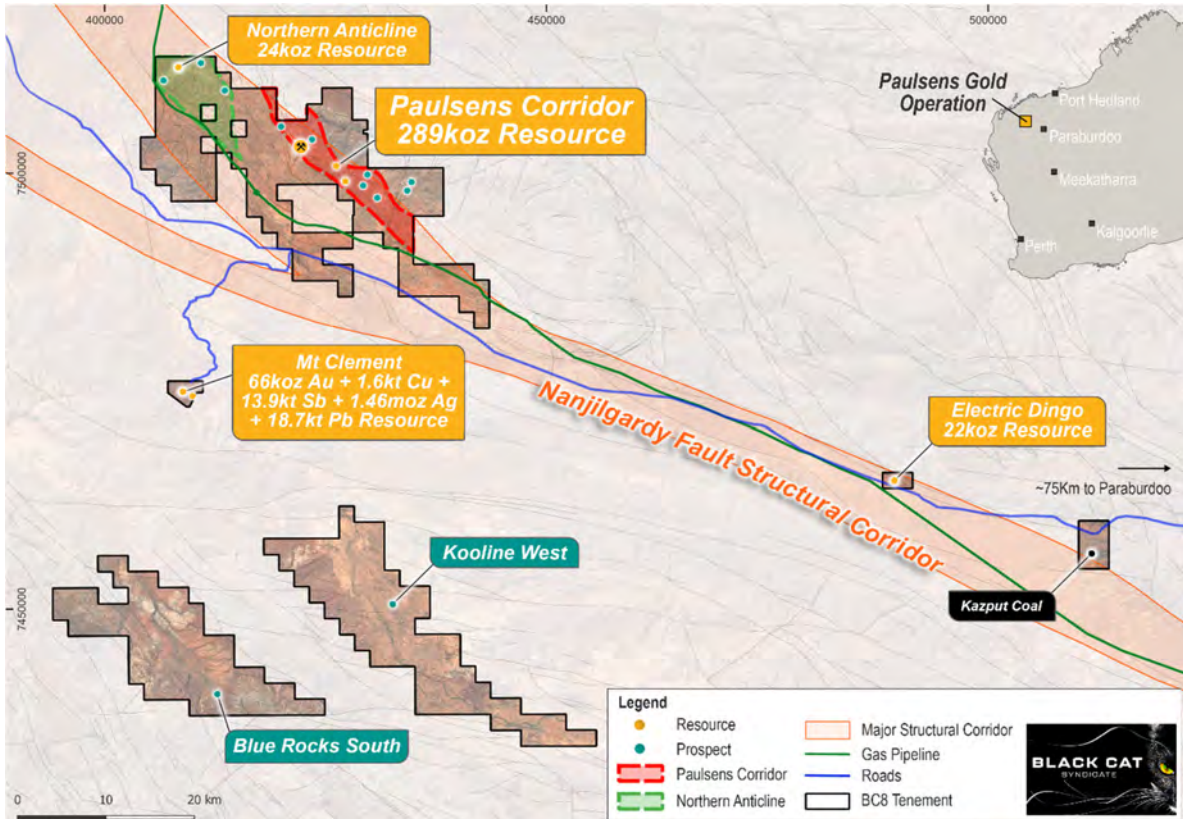 400000
450000
500000
7500000
7450000
Northern Anticline
24koz Resource
Paulsens Corridor
289koz Resource
Paulsens Gold
Operation
Port Hedland
Paraburdoo
Meekatharra
Kalgoorlie
Perth
Mt Clement
66koz Au + 1.6kt Cu +
13.9kt Sb + 1.46moz Ag
+ 18.7kt Pb Resource
Nanjilgardy Fault Structural Corridor
Electric Dingo
22koz Resource
~75Km to Paraburdoo
Kooline West
Kazput Coal
Blue Rocks South
Legend
Resource
Prospect
Paulsens Corridor
Northern Anticline
Major Structural Corridor
Gas Pipeline
Roads
BC8 Tenement
BLACK CAT
SYNDICATE
0 10 20 km